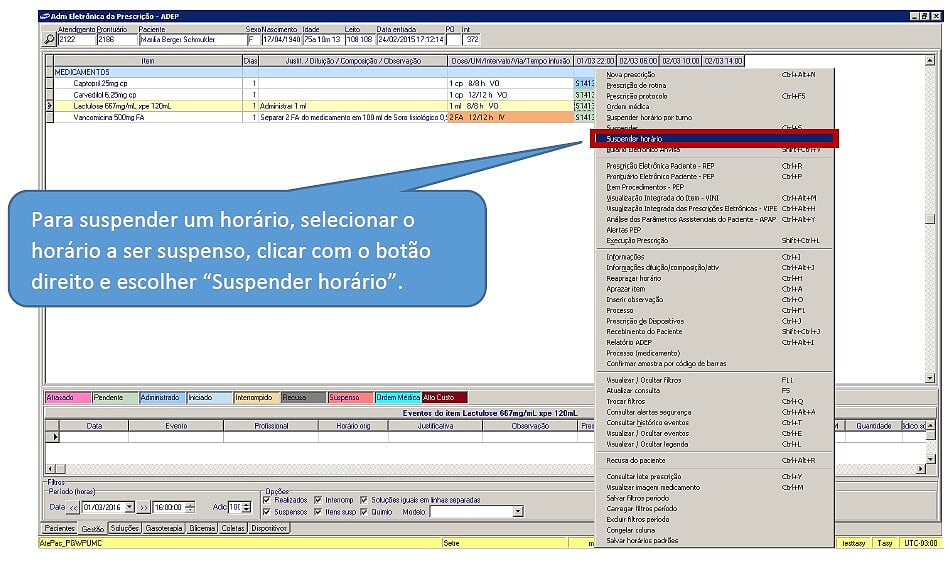 Adm Eletrônica da Prescrição - ADEP
Atendimento Prontuário Paciente Sexo Nascimento Idade Leito Data entrada PO Int
2122 2186 Marilia Berger Schmukler F 17/04/1940 75a 10m 13 108 108 24/02/2015 17:12:14 372
Item Dias Justif. / Diluição / Composição / Observação Dose/UM/Intervalo/Via/Tempo infusão 01/03 22:00 02/03 06:00 02/03 10:00 02/03 14:00
MEDICAMENTOS
Captopril 25mg cp 1 1 cp 8/8 h VO S1413
Carvedilol 6,25mg cp 1 1 cp 12/12 h VO S1413
Lactulose 667mg/mL xpe 120mL 1 Administrar 1 ml 1 ml 8/8 h VO S1413
Vancomicina 500mg FA 1 Separar 2 FA do medicamento em 100 ml de Soro fisiológico 0,9 2 FA 12/12 h IV S1413
Nova prescrição Ctrl+Alt+N
Prescrição de rotina
Prescrição protocolo Ctrl+F5
Ordem médica
Suspender horário por turno
Suspender Ctrl+S
Suspender horário
Bulário Eletrônico Anvisa Shift+Ctrl+V
Prescrição Eletrônica Paciente - REP Ctrl+R
Prontuário Eletrônico Paciente - PEP Ctrl+P
Item Procedimentos - PEP
Visualização Integrada do Item - VINI Ctrl+Alt+M
Visualização Integrada das Prescrições Eletrônicas - VIPE Ctrl+Alt+H
Análise dos Parâmetros Assistenciais do Paciente - APAP Ctrl+Alt+Y
Alertas PEP
Execução Prescrição Shift+Ctrl+L
Informações Ctrl+I
Informações diluição/composição/ativ Ctrl+Alt+J
Reaprazar horário Ctrl+H
Aprazar item Ctrl+A
Inserir observação Ctrl+O
Processo Ctrl+F1
Prescrição de Dispositivos Ctrl+J
Recebimento do Paciente Shift+Ctrl+J
Relatório ADEP Ctrl+Alt+I
Processo (medicamento)
Confirmar amostra por código de barras
Visualizar / Ocultar filtros F11
Atualizar consulta F5
Trocar filtros Ctrl+Q
Consultar alertas segurança Ctrl+Alt+A
Consultar histórico eventos Ctrl+T
Visualizar / Ocultar eventos Ctrl+E
Visualizar / Ocultar legenda Ctrl+L
Recusa do paciente Ctrl+Alt+R
Consultar lote prescrição Ctrl+Y
Visualizar imagem medicamento Ctrl+M
Salvar filtros período
Carregar filtros período
Excluir filtros período
Congelar coluna
Salvar horários padrões
Para suspender um horário, selecionar o
horário a ser suspenso, clicar com o botão
direito e escolher “Suspender horário”.
Atrasado Pendente Administrado Iniciado Interrompido Recusa Suspenso Ordem Médica Alto Custo
Eventos do item Lactulose 667mg/mL xpe 120mL
Data Evento Profissional Horário orig Justificativa Observação Quantidade
Filtros
Período (horas) Opções
Realizados Interromp Soluções iguais em linhas separadas
Data << 01/03/2016 >> 16:00:00
Suspensos Itens susp Quimio Modelo:
Pacientes Gestão Soluções Gasoterapia Glicemia Coletas Dispositivos
AtePac_PGWPUMC Setre testtasy Tasy UTC-03:00